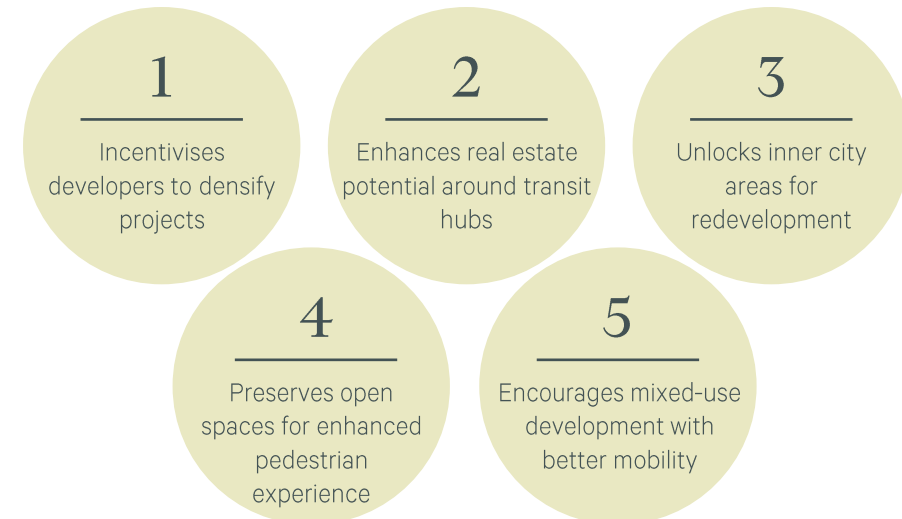 1
Incentivises
developers to densify
projects
2
Enhances real estate
potential around transit
hubs
3
Unlocks inner city
areas for
redevelopment
4
Preserves open
spaces for enhanced
pedestrian
experience
5
Encourages mixed-use
development with
better mobility